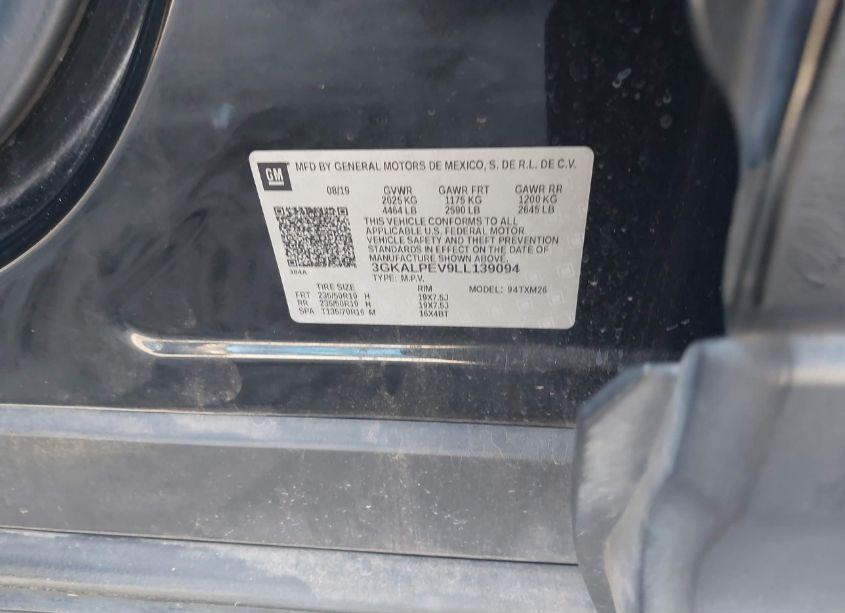 GM MFD BY GENERAL MOTORS DE MEXICO, S. DE R.L. DE C.V.
08/19 GVWR GAWR FRT GAWR RR
2025 KG 1175 KG 1200 KG
4464 LB 2590 LB 2645 LB
THIS VEHICLE CONFORMS TO ALL
APPLICABLE U.S. FEDERAL MOTOR
VEHICLE SAFETY AND THEFT PREVENTION
STANDARDS IN EFFECT ON THE DATE OF
MANUFACTURE SHOWN ABOVE.
3GKALPEV9LL139094
TYPE: M.P.V.
TIRE SIZE RIM MODEL: 94TXM26
FRT 235/50R19 H 19X7.5J
RR 235/50R19 H 19X7.5J
SPA T135/70R16 M 16X4BT